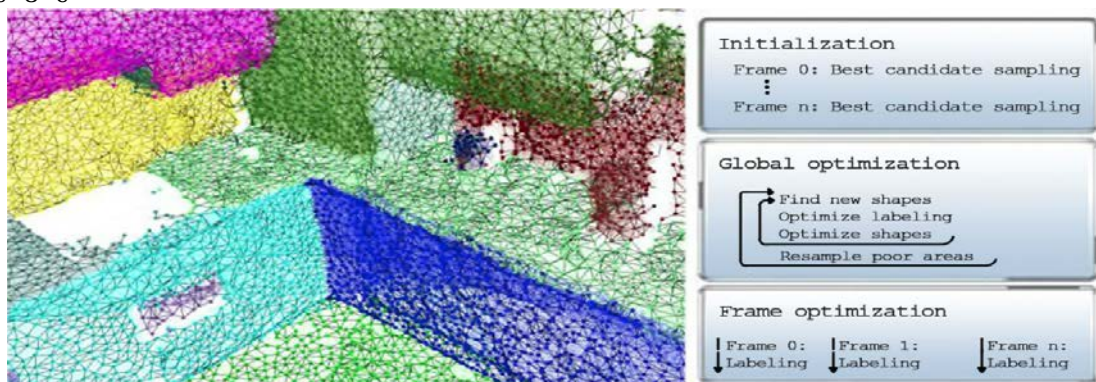 Initialization
Frame 0: Best candidate sampling
Frame n: Best candidate sampling
Global optimization
Find new shapes
Optimize labeling
Optimize shapes
Resample poor areas
Frame optimization
Frame 0: Frame 1: Frame n:
Labeling Labeling Labeling